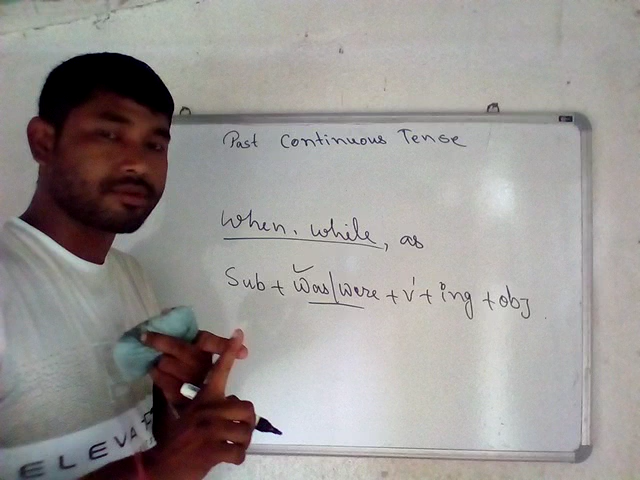 Past Continuous Tense
When, while, as
Sub + Was/were + v¹ + ing + obj
ELEVA